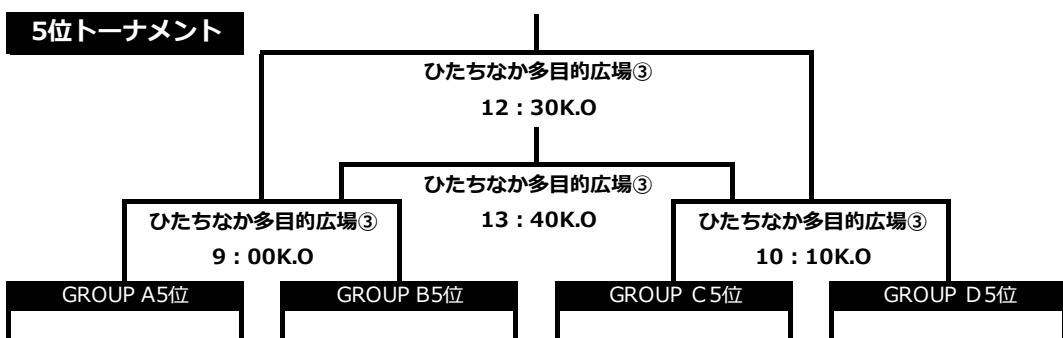 5位トーナメント
ひたちなか多目的広場③
12：30K.O
ひたちなか多目的広場③
13：40K.O
ひたちなか多目的広場③
9：00K.O
ひたちなか多目的広場③
10：10K.O
GROUP A5位
GROUP B5位
GROUP Ｃ5位
GROUP Ｄ5位